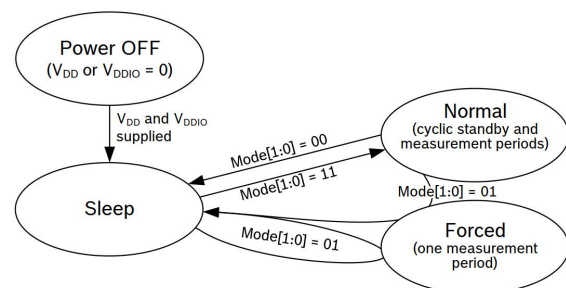 Power OFF
(VDD or VDDIO = 0)
VDD and VDDIO
supplied
Normal
(cyclic standby and
measurement periods)
Mode[1:0] = 00
Mode[1:0] = 11
Mode[1:0] = 01
Sleep
Mode[1:0] = 01
Forced
(one measurement
period)